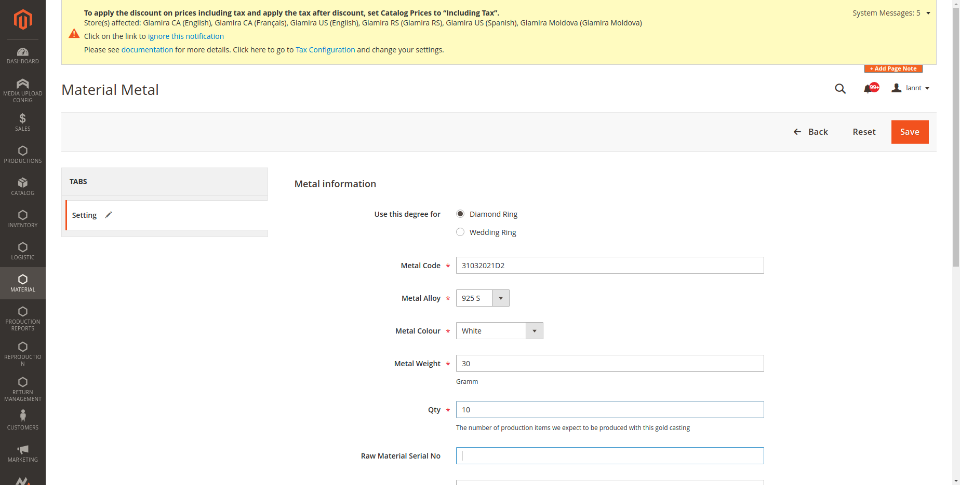 To apply the discount on prices including tax and apply the tax after discount, set Catalog Prices to "Including Tax".
Store(s) affected: Glamira CA (English), Glamira CA (Français), Glamira US (English), Glamira RS (Glamira RS), Glamira US (Spanish), Glamira Moldova (Glamira Moldova)
Click on the link to ignore this notification
Please see documentation for more details. Click here to go to Tax Configuration and change your settings.
System Messages: 5
+ Add Page Note
Material Metal
99+
lannt
Back
Reset
Save
DASHBOARD
MEDIA UPLOAD
CONFIG
SALES
PRODUCTIONS
CATALOG
INVENTORY
LOGISTIC
MATERIAL
PRODUCTION
REPORTS
REPRODUCTIO
N
RETURN
MANAGEMENT
CUSTOMERS
MARKETING
TABS
Setting
Metal information
Use this degree for
Diamond Ring
Wedding Ring
Metal Code *
31032021D2
Metal Alloy *
925 S
Metal Colour *
White
Metal Weight *
30
Gramm
Qty *
10
The number of production items we expect to be produced with this gold casting
Raw Material Serial No